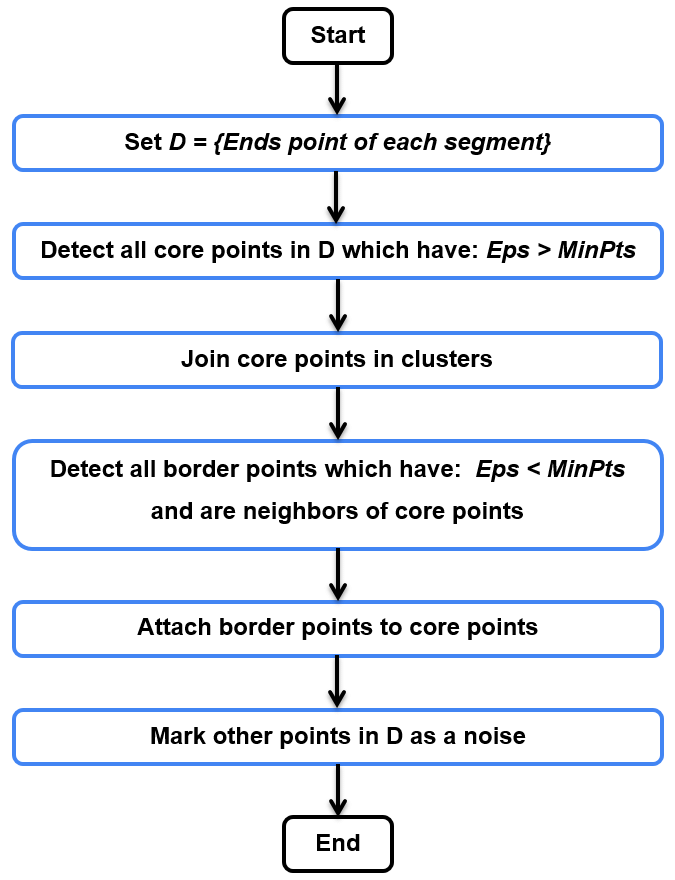 Start
Set D = {Ends point of each segment}
Detect all core points in D which have: Eps > MinPts
Join core points in clusters
Detect all border points which have: Eps < MinPts
and are neighbors of core points
Attach border points to core points
Mark other points in D as a noise
End